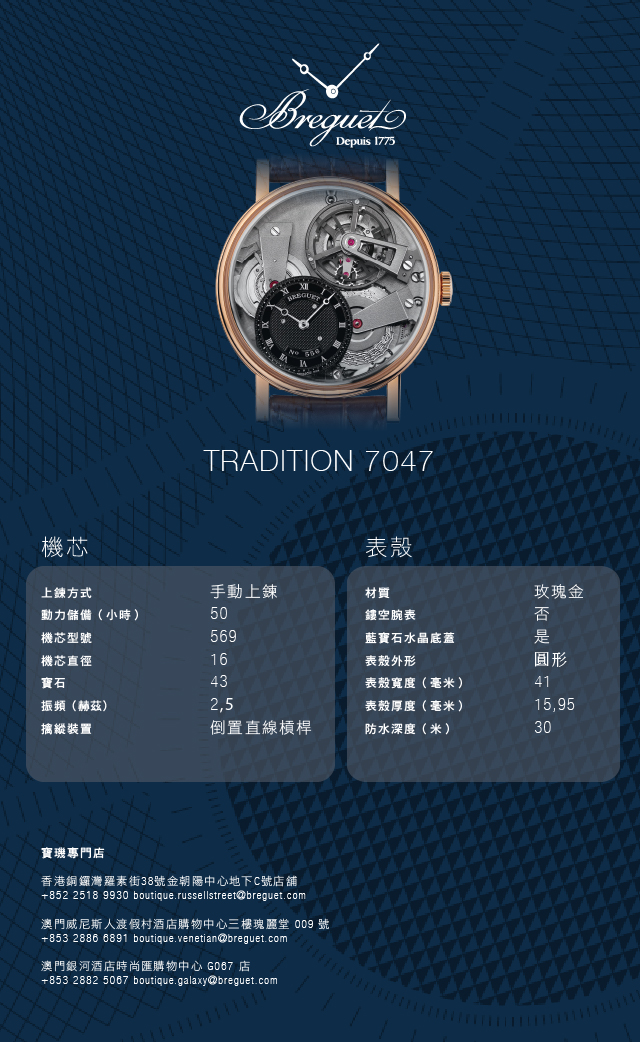 Breguet
Depuis 1775
BREGUET
TRADITION 7047
機芯
上鍊方式 手動上鍊
動力儲備（小時） 50
機芯型號 569
機芯直徑 16
寶石 43
振頻（赫茲） 2,5
擒縱裝置 倒置直線槓桿
表殼
材質 玫瑰金
鏤空腕表 否
藍寶石水晶底蓋 是
表殼外形 圓形
表殼寬度（毫米） 41
表殼厚度（毫米） 15,95
防水深度（米） 30
寶璣專門店
香港銅鑼灣羅素街38號金朝陽中心地下C號店舖
+852 2518 9930 boutique.russellstreet@breguet.com
澳門威尼斯人渡假村酒店購物中心三樓瑰麗堂 009 號
+853 2886 6891 boutique.venetian@breguet.com
澳門銀河酒店時尚匯購物中心 G067 店
+853 2882 5067 boutique.galaxy@breguet.com